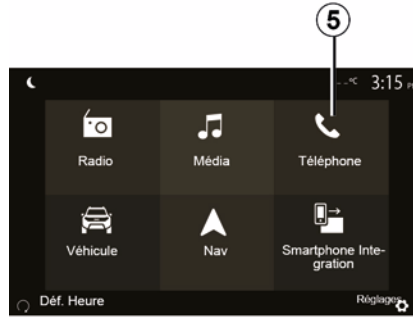 5
--°C 3:15
Radio Média Téléphone
Véhicule Nav Smartphone Inte-
gration
Déf. Heure Réglages